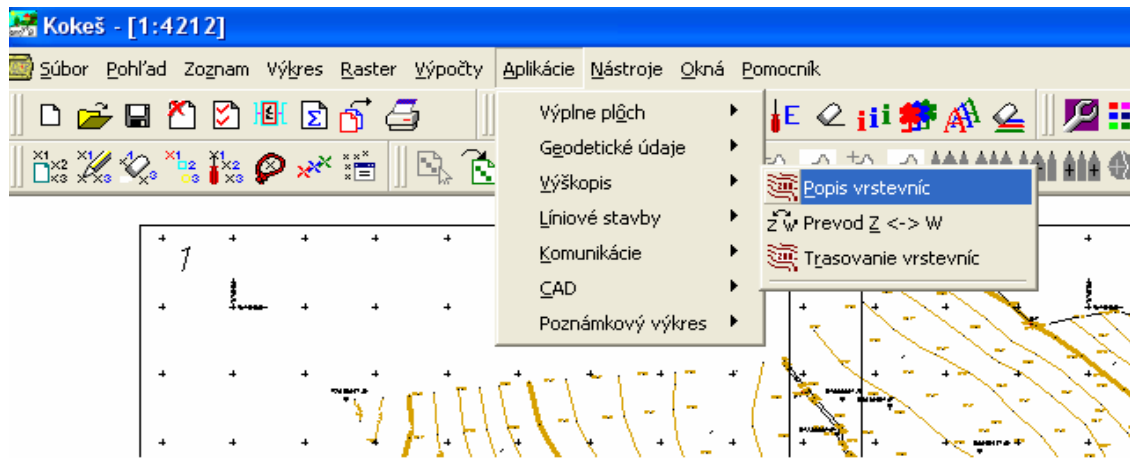 Kokeš - [1:4212]
Súbor Pohľad Zoznam Výkres Raster Výpočty Aplikácie Nástroje Okná Pomocník
Výplne plôch
Geodetické údaje
Výškopis
Líniové stavby
Komunikácie
CAD
Poznámkový výkres
Popis vrstevníc
Prevod Z <-> W
Trasovanie vrstevníc
1